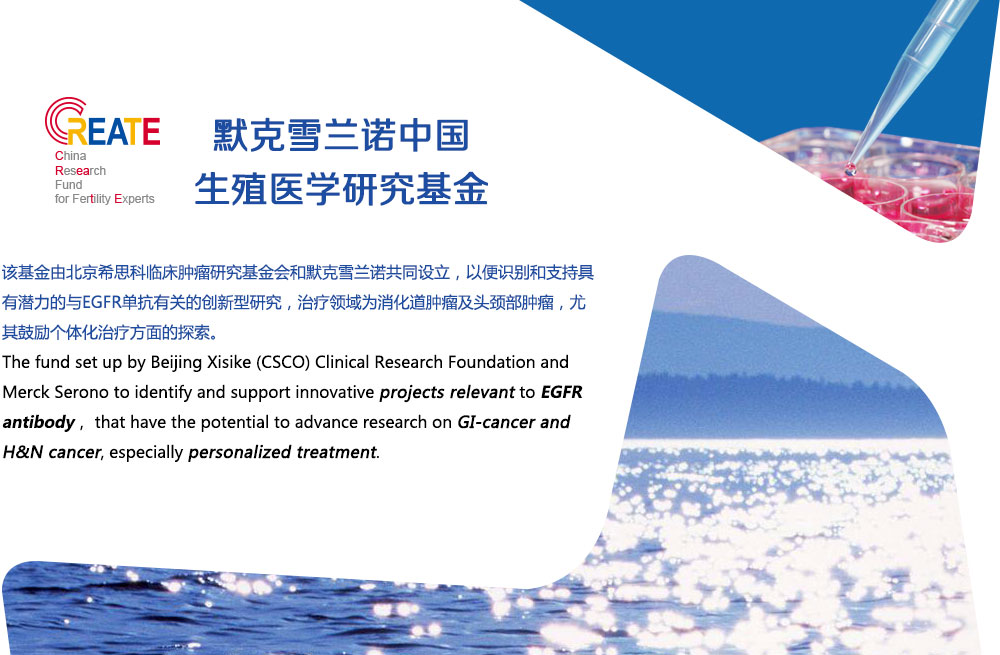 CREATE
China
Research
Fund
for Fertility Experts
默克雪兰诺中国
生殖医学研究基金
该基金由北京希思科临床肿瘤研究基金会和默克雪兰诺共同设立，以便识别和支持具
有潜力的与EGFR单抗有关的创新型研究，治疗领域为消化道肿瘤及头颈部肿瘤，尤
其鼓励个体化治疗方面的探索。
The fund set up by Beijing Xisike (CSCO) Clinical Research Foundation and
Merck Serono to identify and support innovative projects relevant to EGFR
antibody， that have the potential to advance research on GI-cancer and
H&N cancer, especially personalized treatment.